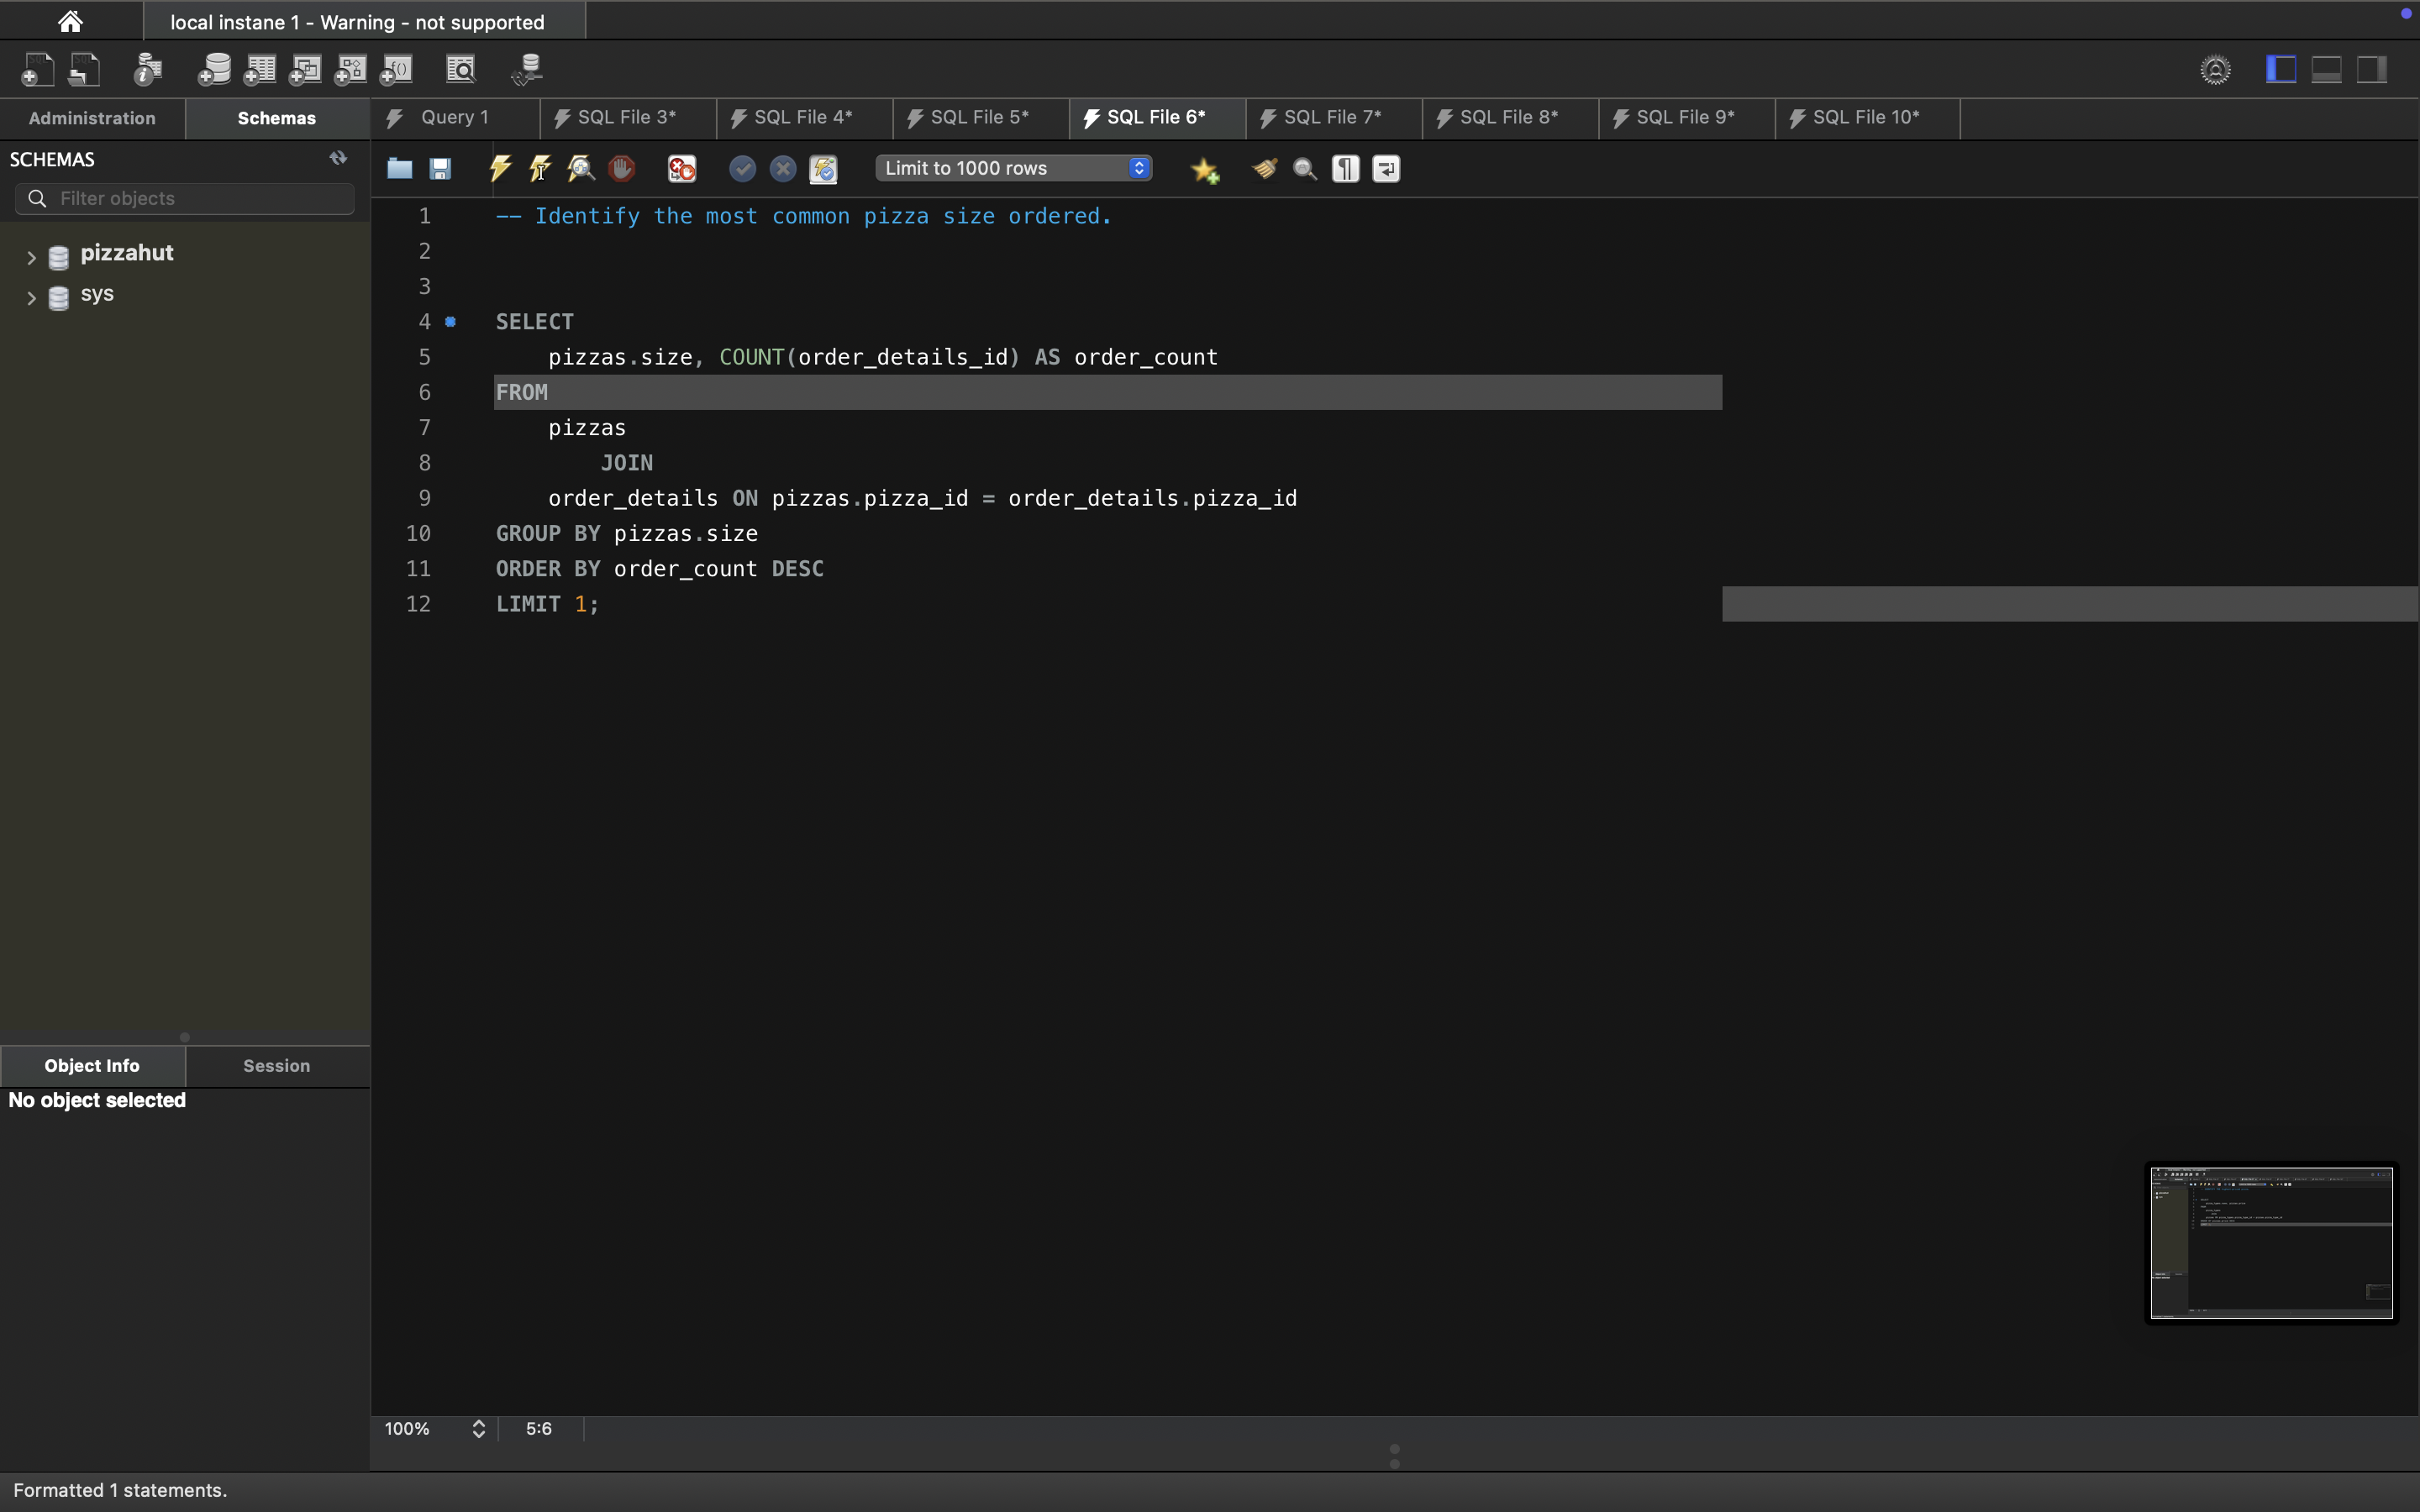 local instane 1 - Warning - not supported
Administration
Schemas
Query 1
SQL File 3*
SQL File 4*
SQL File 5*
SQL File 6*
SQL File 7*
SQL File 8*
SQL File 9*
SQL File 10*
SCHEMAS
Limit to 1000 rows
Filter objects
pizzahut
sys
1 -- Identify the most common pizza size ordered.
2
3
4 SELECT
5 pizzas.size, COUNT(order_details_id) AS order_count
6 FROM
7 pizzas
8 JOIN
9 order_details ON pizzas.pizza_id = order_details.pizza_id
10 GROUP BY pizzas.size
11 ORDER BY order_count DESC
12 LIMIT 1;
Object Info
Session
No object selected
100%
5:6
Formatted 1 statements.